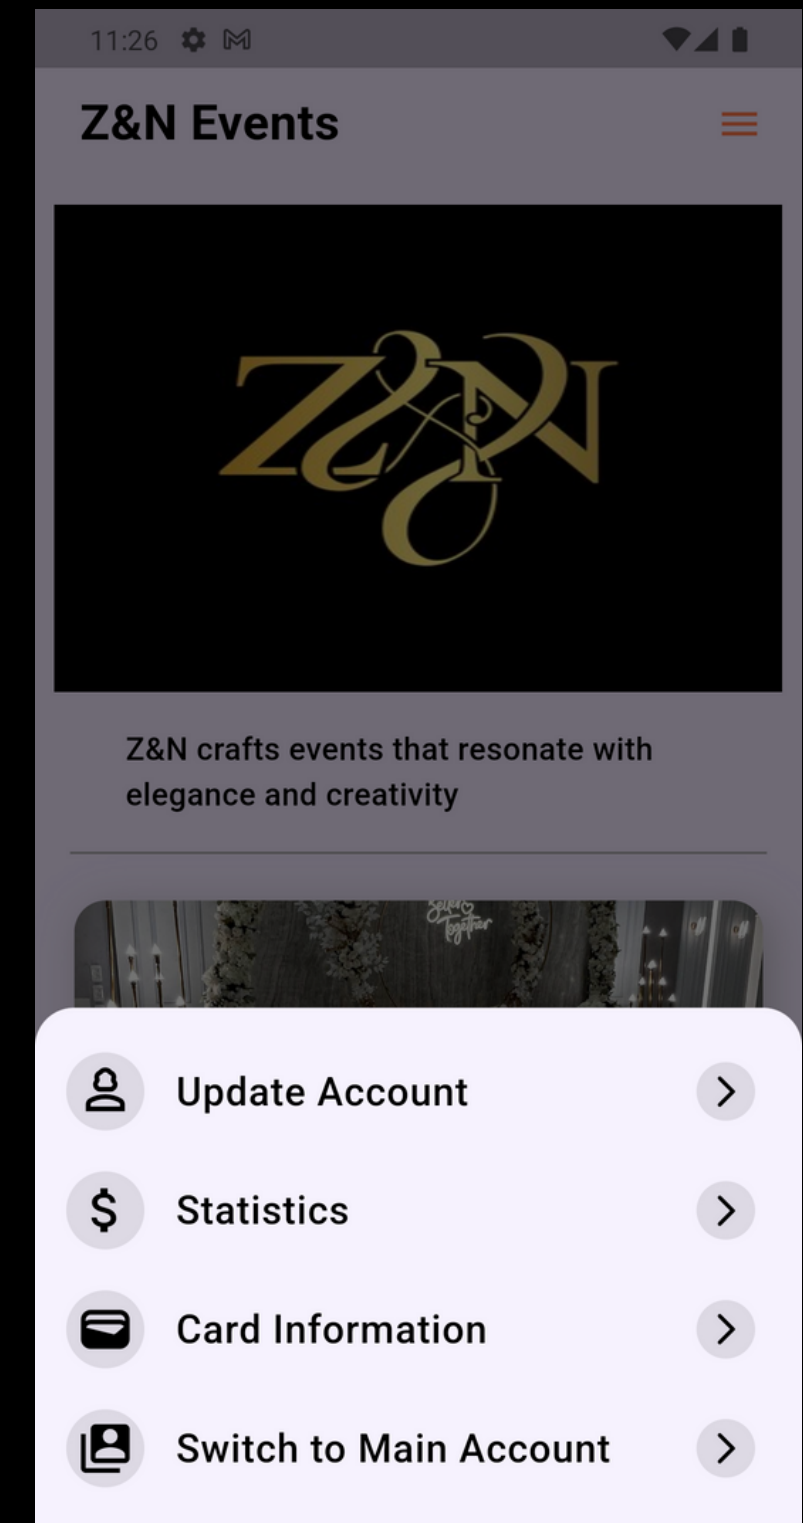 11:26
Z&N Events
Z&N
Z&N crafts events that resonate with
elegance and creativity
Together
Update Account
Statistics
Card Information
Switch to Main Account